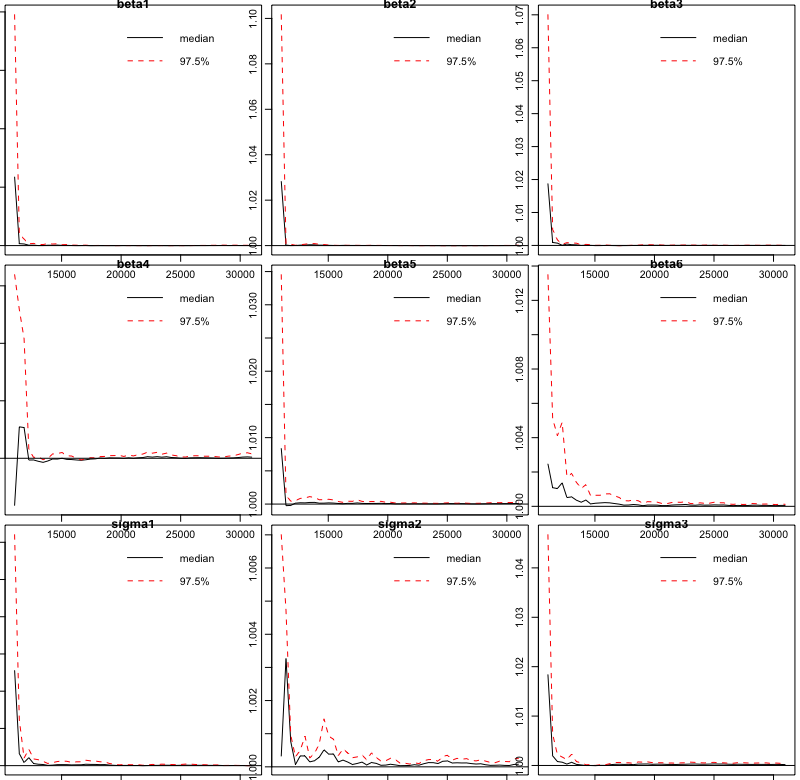 beta1
median
97.5%
beta2
1.00 1.02 1.04 1.06 1.08 1.10
median
97.5%
beta3
1.00 1.01 1.02 1.03 1.04 1.05 1.06 1.07
median
97.5%
15000 20000 25000 30000
15000 20000 25000 30000
15000 20000 25000 30000
beta4
median
97.5%
beta5
1.000 1.010 1.020 1.030
median
97.5%
beta6
1.004 1.008 1.012
median
97.5%
15000 20000 25000 30000
15000 20000 25000 30000
15000 20000 25000 30000
sigma1
median
97.5%
sigma2
1.000 1.002 1.004 1.006
median
97.5%
sigma3
1.01 1.02 1.03 1.04
median
97.5%